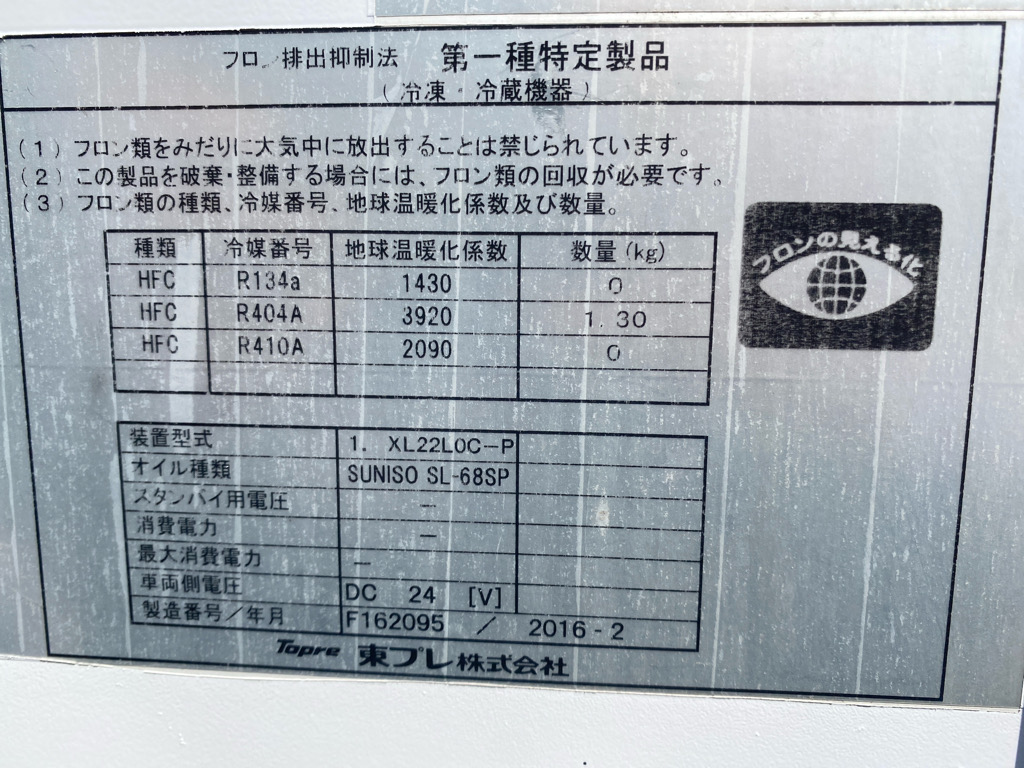 フロン排出抑制法 第一種特定製品
(冷凍・冷蔵機器)
(1) フロン類をみだりに大気中に放出することは禁じられています。
(2) この製品を破棄・整備する場合には、フロン類の回収が必要です。
(3) フロン類の種類、冷媒番号、地球温暖化係数及び数量。
種類 冷媒番号 地球温暖化係数 数量(kg)
HFC R134a 1430 0
HFC R404A 3920 1.30
HFC R410A 2090 0
フロンの見える化
装置型式 1. XL22L0C-P
オイル種類 SUNISO SL-68SP
スタンバイ用電圧 —
消費電力 —
最大消費電力 —
車両側電圧 DC 24 [V]
製造番号/年月 F162095 / 2016-2
Topre 東プレ株式会社